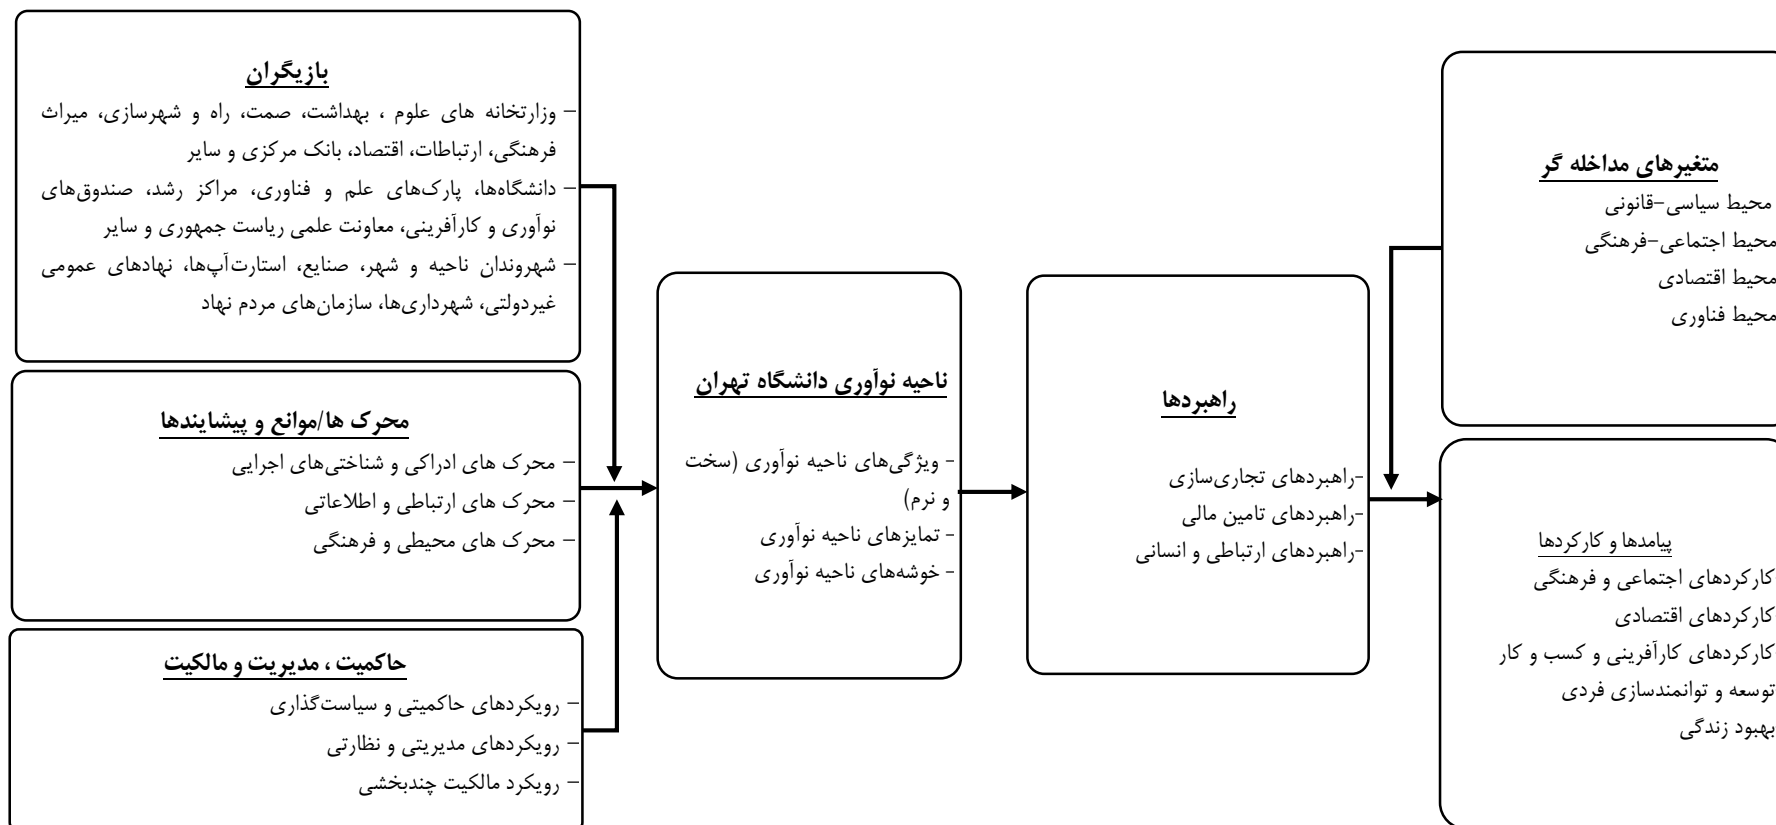 بازیگران
– وزارتخانه های علوم ، بهداشت، صمت، راه و شهرسازی، میراث
فرهنگی، ارتباطات، اقتصاد، بانک مرکزی و سایر
– دانشگاه‌ها، پارک‌های علم و فناوری، مراکز رشد، صندوق‌های
نوآوری و کارآفرینی، معاونت علمی ریاست جمهوری و سایر
– شهروندان ناحیه و شهر، صنایع، استارت‌آپ‌ها، نهادهای عمومی
غیردولتی، شهرداری‌ها، سازمان‌های مردم نهاد
محرک ها/موانع و پیشایندها
– محرک های ادراکی و شناختی‌های اجرایی
– محرک های ارتباطی و اطلاعاتی
– محرک های محیطی و فرهنگی
حاکمیت ، مدیریت و مالکیت
– رویکردهای حاکمیتی و سیاست‌گذاری
– رویکردهای مدیریتی و نظارتی
– رویکرد مالکیت چندبخشی
ناحیه نوآوری دانشگاه تهران
- ویژگی‌های ناحیه نوآوری (سخت
و نرم)
- تمایزهای ناحیه نوآوری
- خوشه‌های ناحیه نوآوری
راهبردها
-راهبردهای تجاری‌سازی
-راهبردهای تامین مالی
-راهبردهای ارتباطی و انسانی
متغیرهای مداخله گر
محیط سیاسی–قانونی
محیط اجتماعی–فرهنگی
محیط اقتصادی
محیط فناوری
پیامدها و کارکردها
کارکردهای اجتماعی و فرهنگی
کارکردهای اقتصادی
کارکردهای کارآفرینی و کسب و کار
توسعه و توانمندسازی فردی
بهبود زندگی